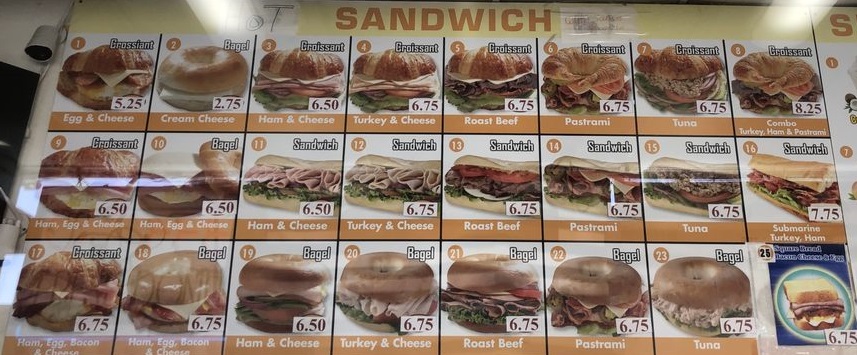 HOT SANDWICH S
1 Crossiant 5.25 Egg & Cheese
2 Bagel 2.75 Cream Cheese
3 Croissant 6.50 Ham & Cheese
4 Croissant 6.75 Turkey & Cheese
5 Croissant 6.75 Roast Beef
6 Croissant 6.75 Pastrami
7 Croissant 6.75 Tuna
8 Croissant 8.25 Combo
Turkey, Ham & Pastrami
1
9 Croissant 6.50 Ham, Egg & Cheese
10 Bagel 6.50 Ham, Egg & Cheese
11 Sandwich 6.50 Ham & Cheese
12 Sandwich 6.75 Turkey & Cheese
13 Sandwich 6.75 Roast Beef
14 Sandwich 6.75 Pastrami
15 Sandwich 6.75 Tuna
16 Sandwich 7.75 Submarine
Turkey, Ham
7
17 Croissant 6.75 Ham, Egg, Bacon
& Cheese
18 Bagel 6.75 Ham, Egg, Bacon
& Cheese
19 Bagel 6.50 Ham & Cheese
20 Bagel 6.75 Turkey & Cheese
21 Bagel 6.75 Roast Beef
22 Bagel 6.75 Pastrami
23 Bagel 6.75 Tuna
25 Square Bread
Bacon Cheese & Egg
6.75